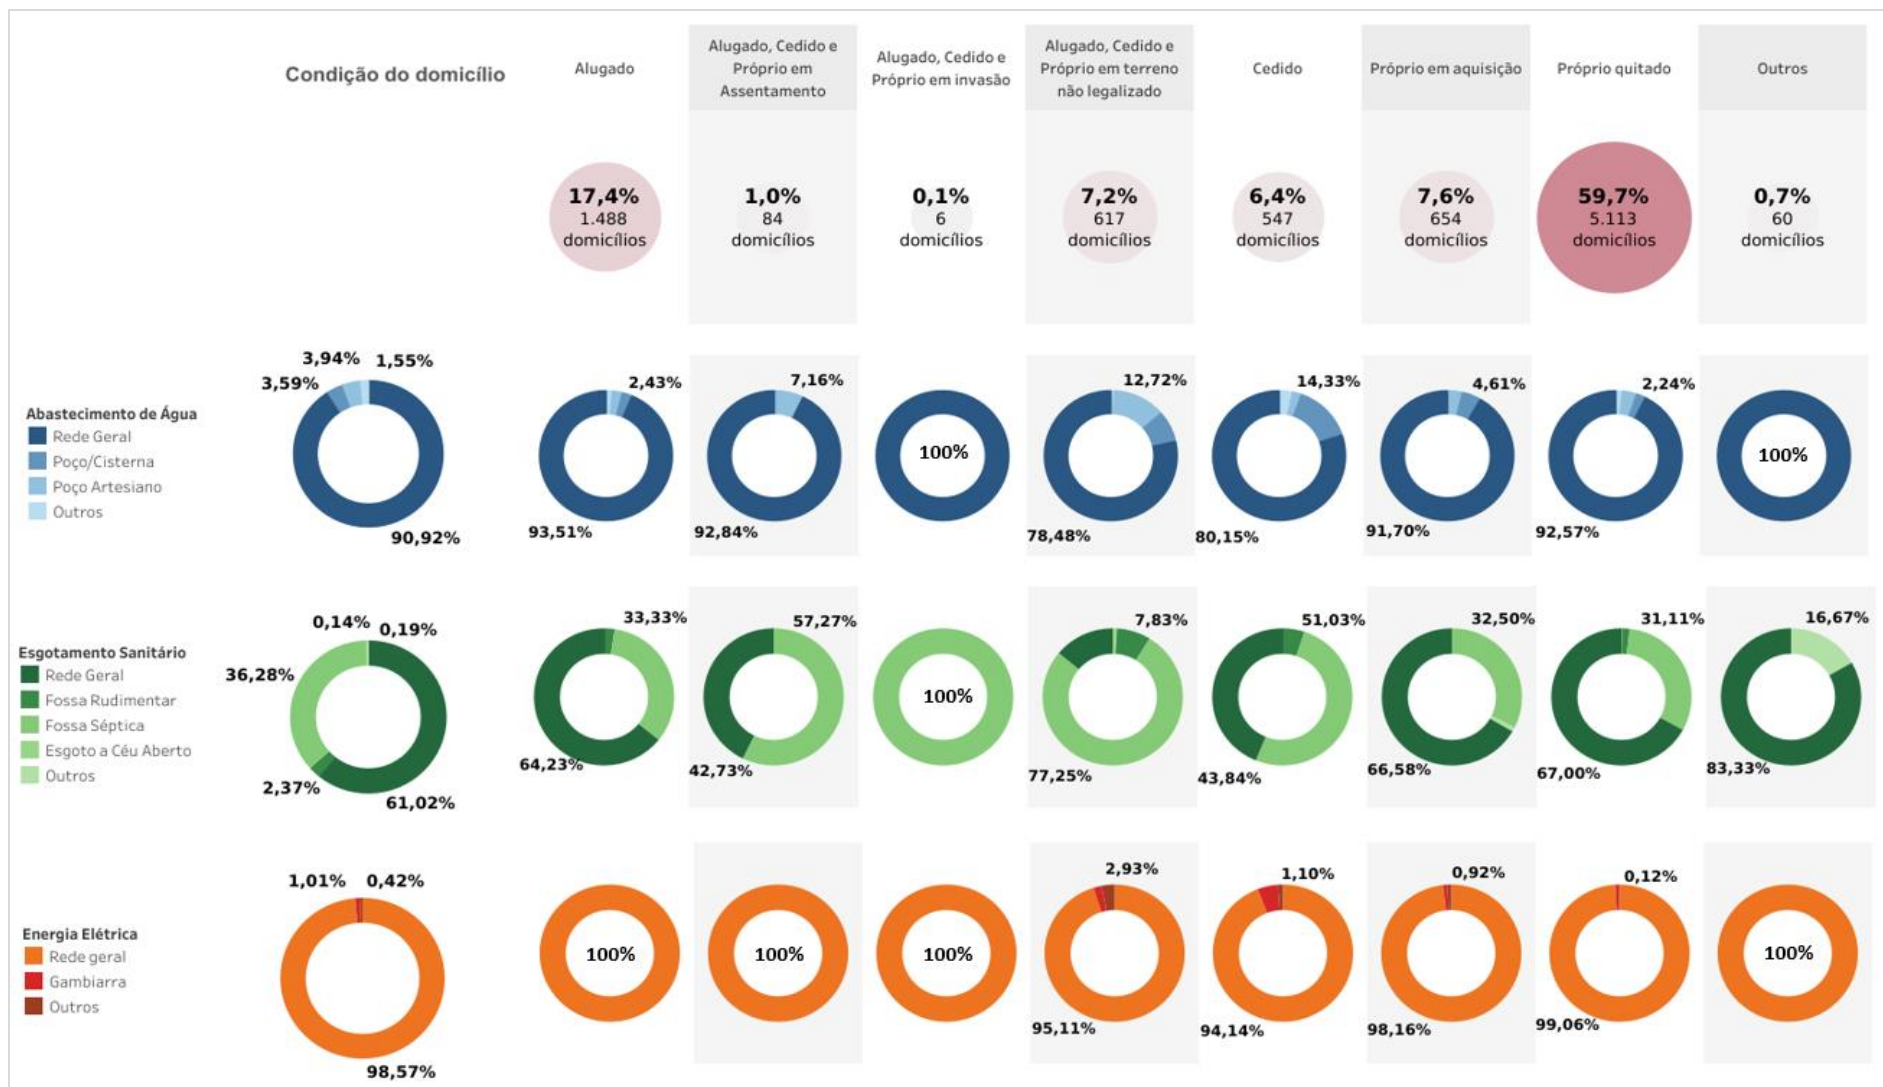 Condição do domicílio
Alugado
Alugado, Cedido e
Próprio em
Assentamento
Alugado, Cedido e
Próprio em invasão
Alugado, Cedido e
Próprio em terreno
não legalizado
Cedido
Próprio em aquisição
Próprio quitado
Outros
17,4%
1.488
domicílios
1,0%
84
domicílios
0,1%
6
domicílios
7,2%
617
domicílios
6,4%
547
domicílios
7,6%
654
domicílios
59,7%
5.113
domicílios
0,7%
60
domicílios
Abastecimento de Água
Rede Geral
Poço/Cisterna
Poço Artesiano
Outros
3,94%
1,55%
3,59%
90,92%
2,43%
93,51%
7,16%
92,84%
100%
12,72%
78,48%
14,33%
80,15%
4,61%
91,70%
2,24%
92,57%
100%
Esgotamento Sanitário
Rede Geral
Fossa Rudimentar
Fossa Séptica
Esgoto a Céu Aberto
Outros
0,14%
0,19%
36,28%
2,37%
61,02%
33,33%
64,23%
57,27%
42,73%
100%
7,83%
77,25%
51,03%
43,84%
32,50%
66,58%
31,11%
67,00%
16,67%
83,33%
Energia Elétrica
Rede geral
Gambiarra
Outros
1,01%
0,42%
98,57%
100%
100%
100%
2,93%
95,11%
1,10%
94,14%
0,92%
98,16%
0,12%
99,06%
100%